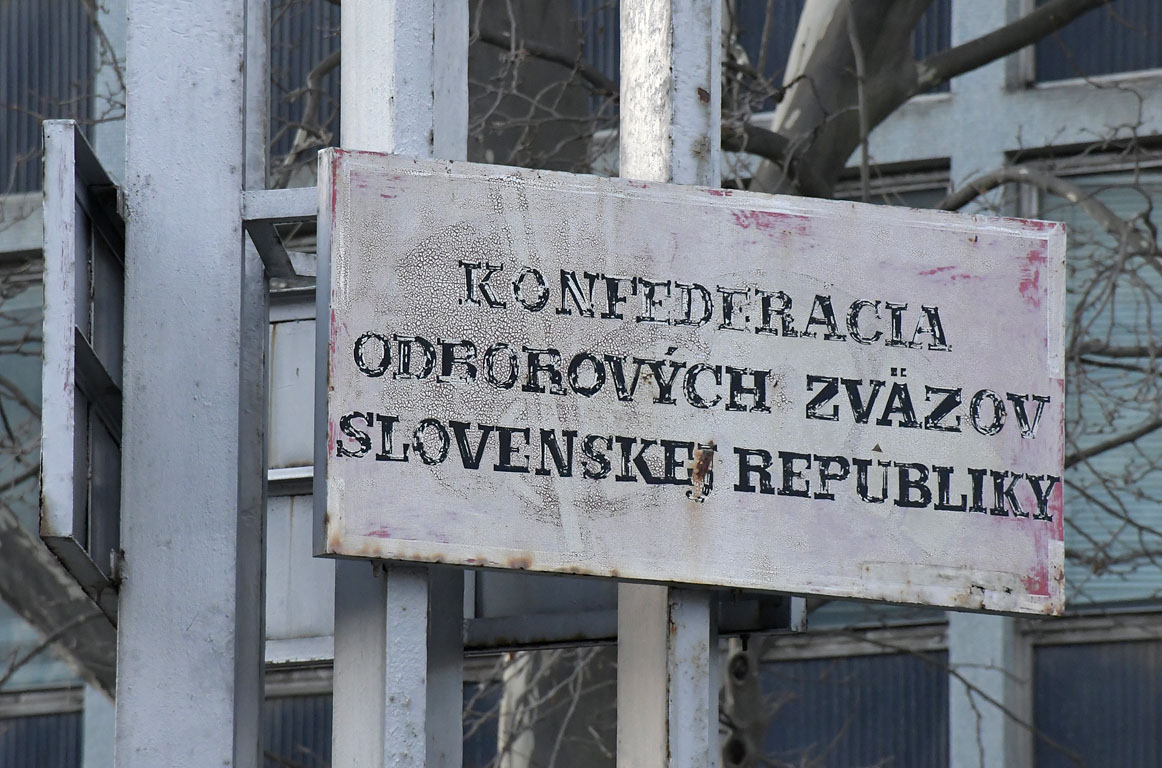 KONFEDERACIA
ODBOROVÝCH ZVÄZOV
SLOVENSKEJ REPUBLIKY